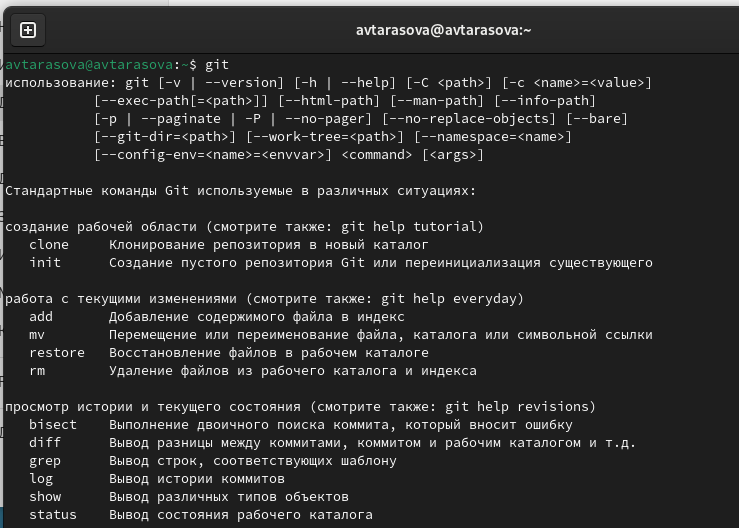 avtarasova@avtarasova:~
avtarasova@avtarasova:~$ git
использование: git [-v | --version] [-h | --help] [-C <path>] [-c <name>=<value>]
[--exec-path[=<path>]] [--html-path] [--man-path] [--info-path]
[-p | --paginate | -P | --no-pager] [--no-replace-objects] [--bare]
[--git-dir=<path>] [--work-tree=<path>] [--namespace=<name>]
[--config-env=<name>=<envvar>] <command> [<args>]
Стандартные команды Git используемые в различных ситуациях:
создание рабочей области (смотрите также: git help tutorial)
clone Клонирование репозитория в новый каталог
init Создание пустого репозитория Git или переинициализация существующего
работа с текущими изменениями (смотрите также: git help everyday)
add Добавление содержимого файла в индекс
mv Перемещение или переименование файла, каталога или символьной ссылки
restore Восстановление файлов в рабочем каталоге
rm Удаление файлов из рабочего каталога и индекса
просмотр истории и текущего состояния (смотрите также: git help revisions)
bisect Выполнение двоичного поиска коммита, который вносит ошибку
diff Вывод разницы между коммитами, коммитом и рабочим каталогом и т.д.
grep Вывод строк, соответствующих шаблону
log Вывод истории коммитов
show Вывод различных типов объектов
status Вывод состояния рабочего каталога